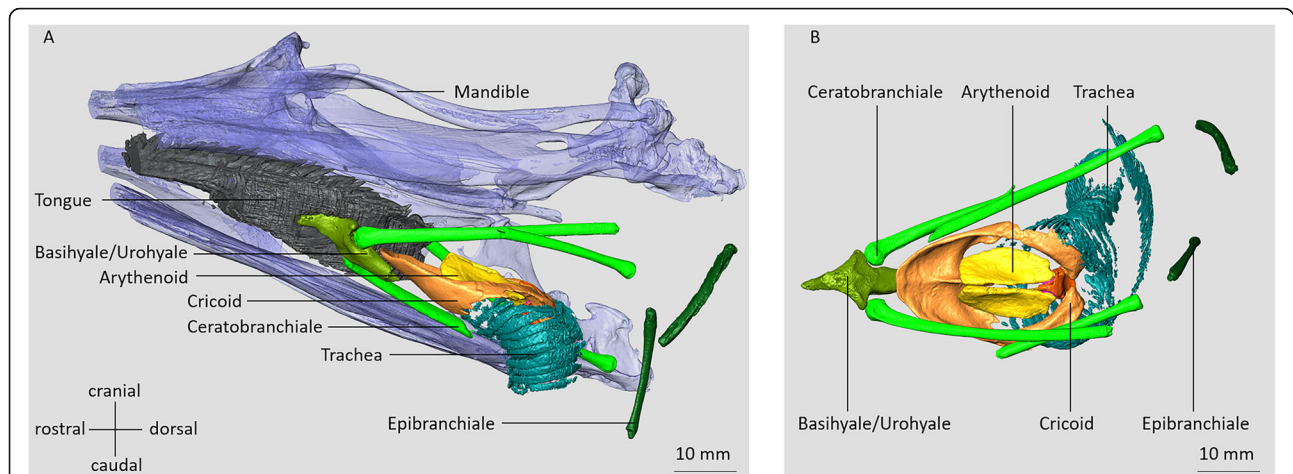 A
Mandible
Tongue
Basihyale/Urohyale
Arythenoid
Cricoid
Ceratobranchiale
Trachea
Epibranchiale
cranial
rostral dorsal
caudal
10 mm
B
Ceratobranchiale Arythenoid Trachea
Basihyale/Urohyale Cricoid Epibranchiale
10 mm